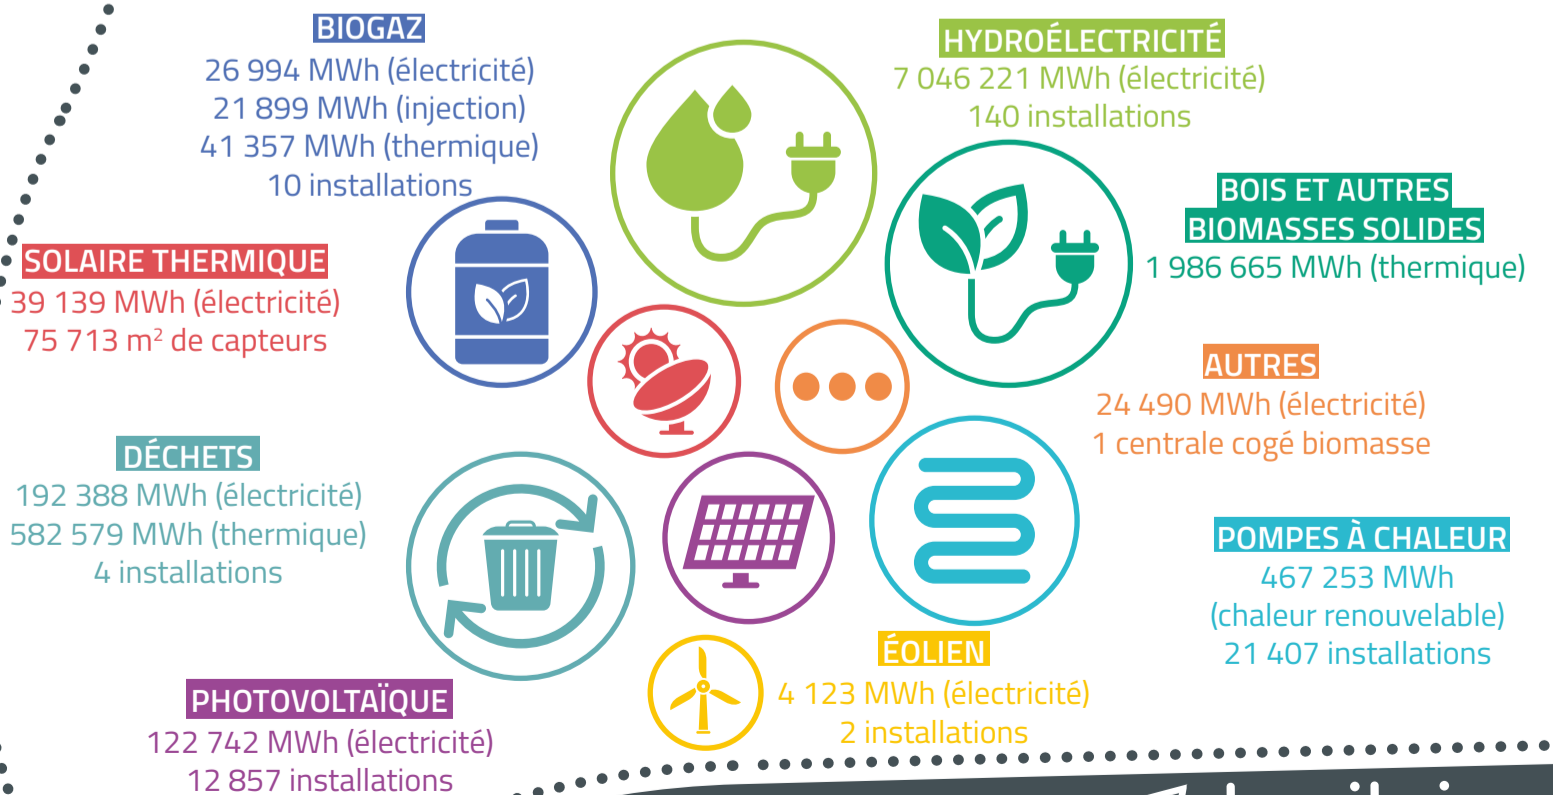 BIOGAZ
26 994 MWh (électricité)
21 899 MWh (injection)
41 357 MWh (thermique)
10 installations
HYDROÉLECTRICITÉ
7 046 221 MWh (électricité)
140 installations
BOIS ET AUTRES
BIOMASSES SOLIDES
1 986 665 MWh (thermique)
SOLAIRE THERMIQUE
39 139 MWh (électricité)
75 713 m² de capteurs
AUTRES
24 490 MWh (électricité)
1 centrale cogé biomasse
DÉCHETS
192 388 MWh (électricité)
582 579 MWh (thermique)
4 installations
POMPES À CHALEUR
467 253 MWh
(chaleur renouvelable)
21 407 installations
ÉOLIEN
4 123 MWh (électricité)
2 installations
PHOTOVOLTAÏQUE
122 742 MWh (électricité)
12 857 installations